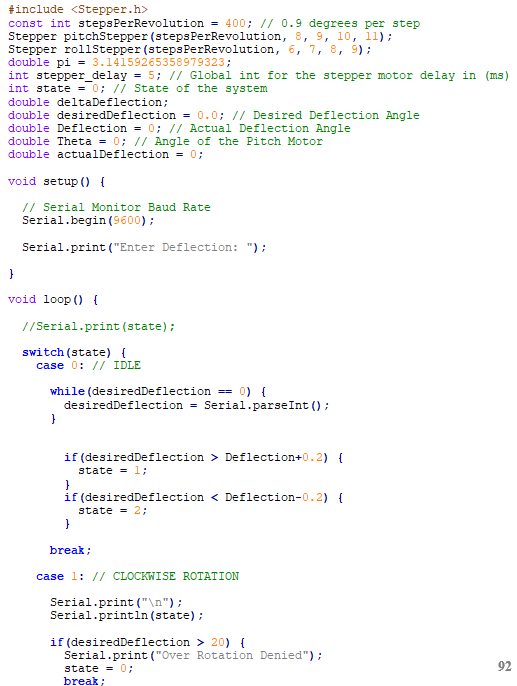 #include <Stepper.h>
const int stepsPerRevolution = 400; // 0.9 degrees per step
Stepper pitchStepper(stepsPerRevolution, 8, 9, 10, 11);
Stepper rollStepper(stepsPerRevolution, 6, 7, 8, 9);
double pi = 3.14159265358979323;
int stepper_delay = 5; // Global int for the stepper motor delay in (ms)
int state = 0; // State of the system
double deltaDeflection;
double desiredDeflection = 0.0; // Desired Deflection Angle
double Deflection = 0; // Actual Deflection Angle
double Theta = 0; // Angle of the Pitch Motor
double actualDeflection = 0;

void setup() {

  // Serial Monitor Baud Rate
  Serial.begin(9600);

  Serial.print("Enter Deflection: ");

}

void loop() {

  //Serial.print(state);

  switch(state) {
    case 0: // IDLE

      while(desiredDeflection == 0) {
        desiredDeflection = Serial.parseInt();
      }

        if(desiredDeflection > Deflection+0.2) {
          state = 1;
        }
        if(desiredDeflection < Deflection-0.2) {
          state = 2;
        }

      break;

    case 1: // CLOCKWISE ROTATION

      Serial.print("\n");
      Serial.println(state);

      if(desiredDeflection > 20) {
        Serial.print("Over Rotation Denied");
        state = 0;
        break;
92